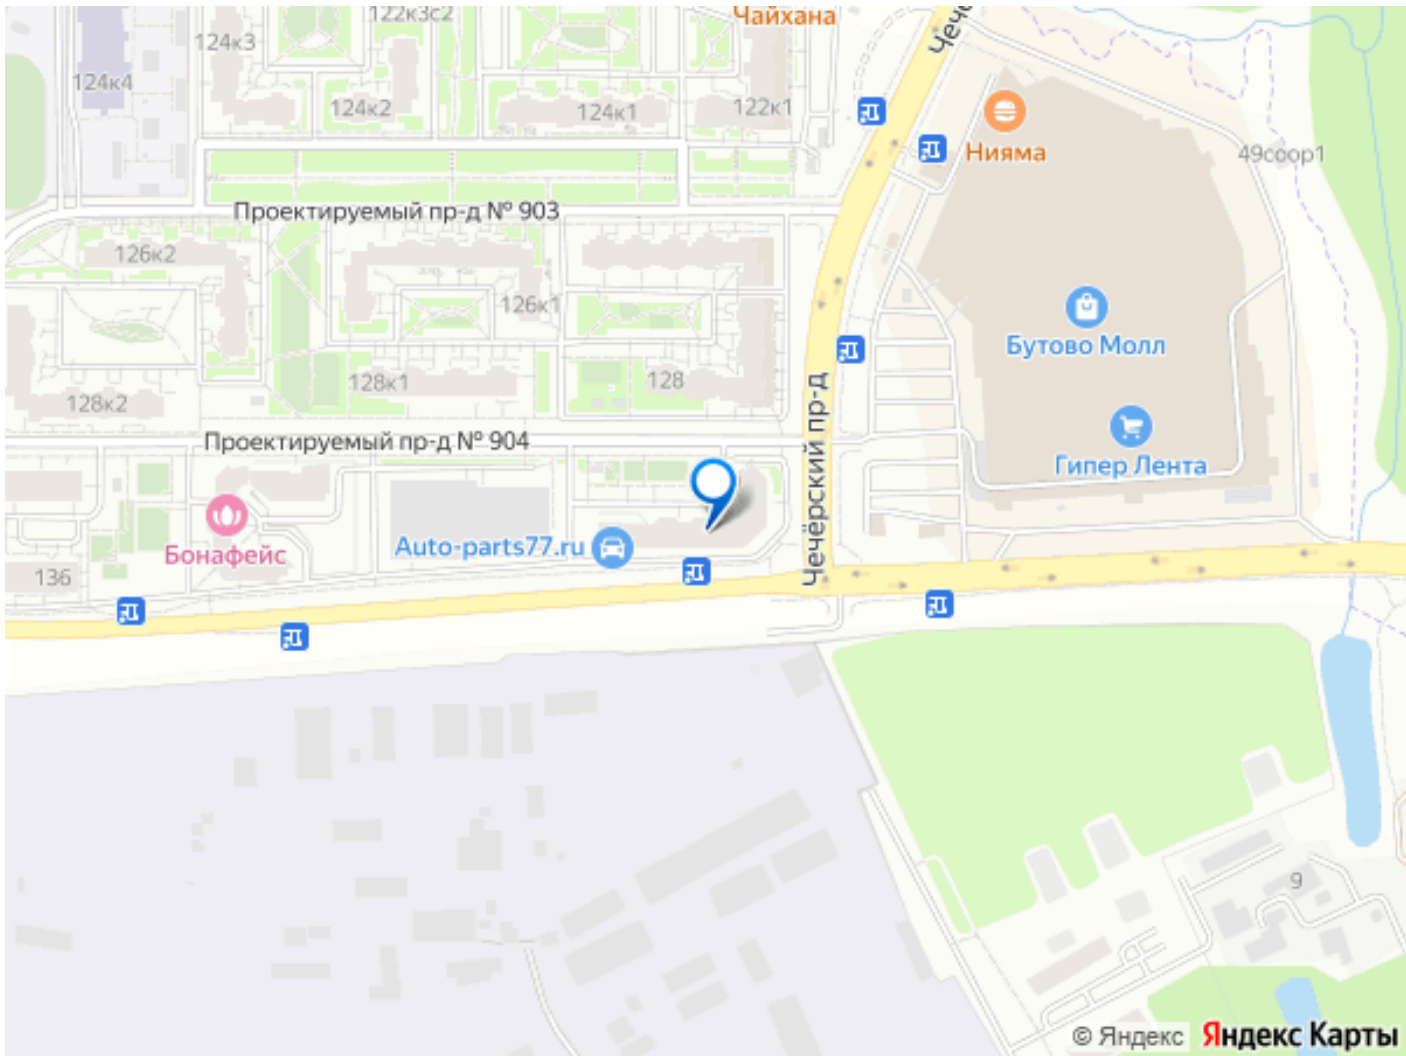 122к3с2
Чайхана
Чечё
124к3
124к4
124к2
124к1
122к1
Нияма
49соор1
Проектируемый пр-д № 903
126к2
126к1
Бутово Молл
128к1
128
128к2
Чечёрский пр-д
Проектируемый пр-д № 904
Гипер Лента
Бонафейс
Auto-parts77.ru
136
9
© Яндекс Яндекс Карты